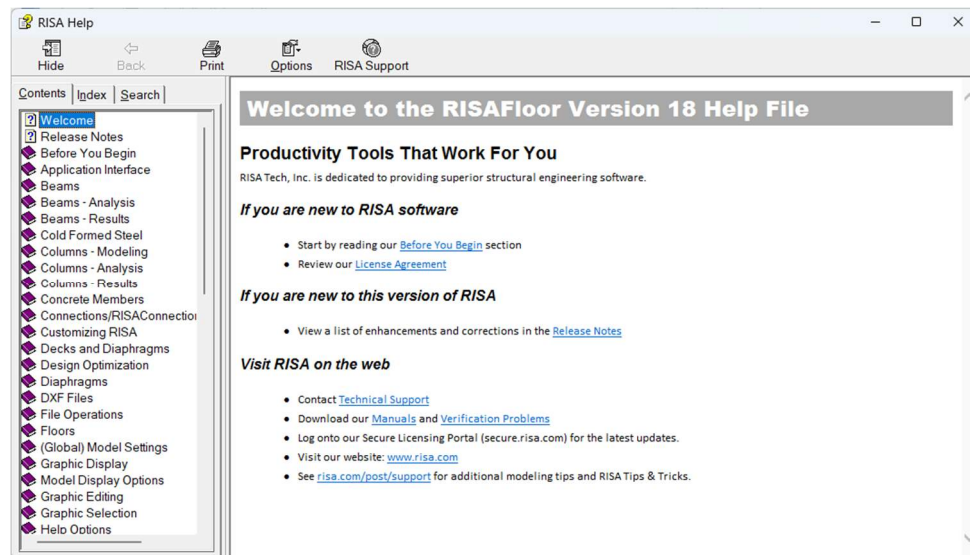 RISA Help
Hide
Back
Print
Options
RISA Support
Contents
Index
Search
Welcome
Release Notes
Before You Begin
Application Interface
Beams
Beams - Analysis
Beams - Results
Cold Formed Steel
Columns - Modeling
Columns - Analysis
Columns - Results
Concrete Members
Connections/RISAConnection
Customizing RISA
Decks and Diaphragms
Design Optimization
Diaphragms
DXF Files
File Operations
Floors
(Global) Model Settings
Graphic Display
Model Display Options
Graphic Editing
Graphic Selection
Help Options
Welcome to the RISAFloor Version 18 Help File
Productivity Tools That Work For You
RISA Tech, Inc. is dedicated to providing superior structural engineering software.
If you are new to RISA software
• Start by reading our Before You Begin section
• Review our License Agreement
If you are new to this version of RISA
• View a list of enhancements and corrections in the Release Notes
Visit RISA on the web
• Contact Technical Support
• Download our Manuals and Verification Problems
• Log onto our Secure Licensing Portal (secure.risa.com) for the latest updates.
• Visit our website: www.risa.com
• See risa.com/post/support for additional modeling tips and RISA Tips & Tricks.